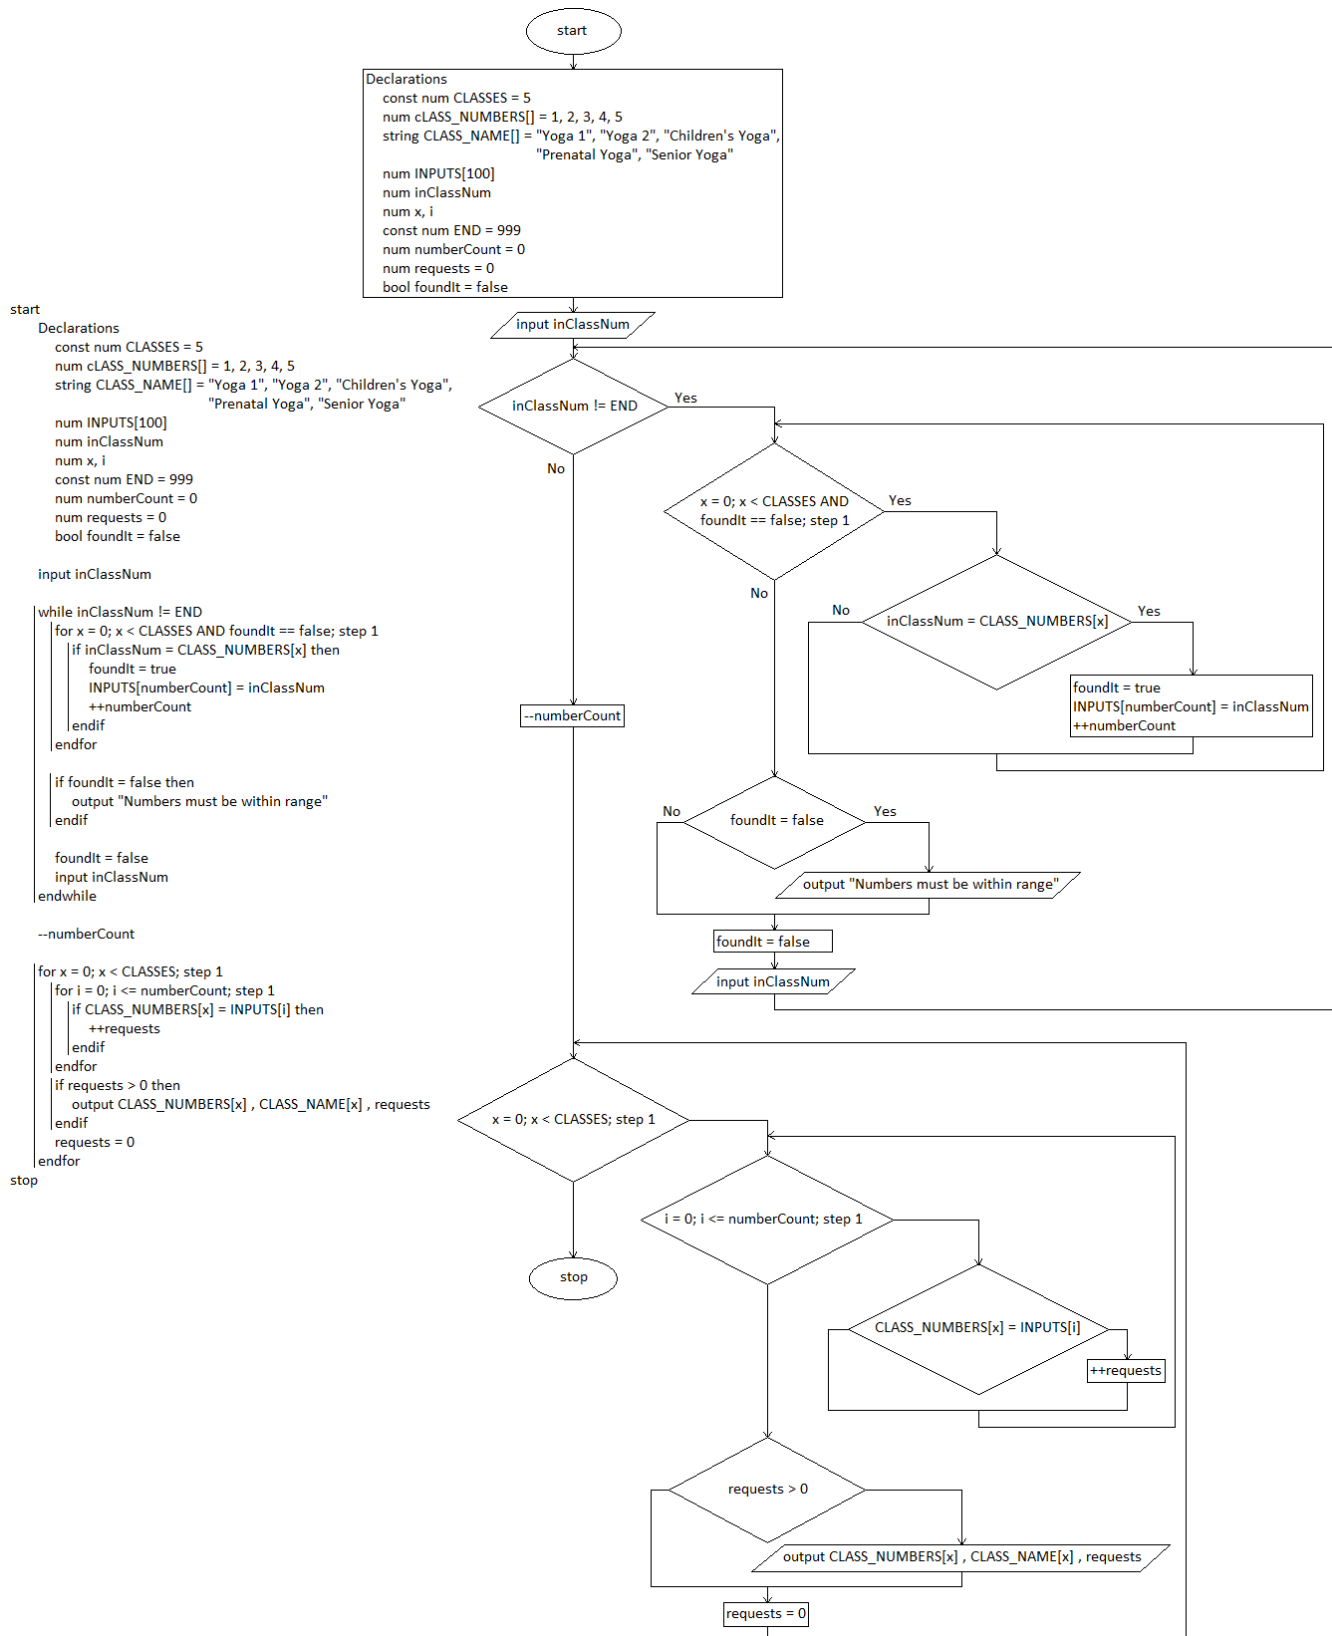 start
Declarations
const num CLASSES = 5
num cLASS_NUMBERS[] = 1, 2, 3, 4, 5
string CLASS_NAME[] = "Yoga 1", "Yoga 2", "Children's Yoga",
"Prenatal Yoga", "Senior Yoga"
num INPUTS[100]
num inClassNum
num x, i
const num END = 999
num numberCount = 0
num requests = 0
bool foundIt = false
start
Declarations
const num CLASSES = 5
num cLASS_NUMBERS[] = 1, 2, 3, 4, 5
string CLASS_NAME[] = "Yoga 1", "Yoga 2", "Children's Yoga",
"Prenatal Yoga", "Senior Yoga"
num INPUTS[100]
num inClassNum
num x, i
const num END = 999
num numberCount = 0
num requests = 0
bool foundIt = false
input inClassNum
while inClassNum != END
for x = 0; x < CLASSES AND foundIt == false; step 1
if inClassNum = CLASS_NUMBERS[x] then
foundIt = true
INPUTS[numberCount] = inClassNum
++numberCount
endif
endfor
if foundIt = false then
output "Numbers must be within range"
endif
foundIt = false
input inClassNum
endwhile
--numberCount
for x = 0; x < CLASSES; step 1
for i = 0; i <= numberCount; step 1
if CLASS_NUMBERS[x] = INPUTS[i] then
++requests
endif
endfor
if requests > 0 then
output CLASS_NUMBERS[x] , CLASS_NAME[x] , requests
endif
requests = 0
endfor
stop
input inClassNum
inClassNum != END
Yes
No
x = 0; x < CLASSES AND
foundIt == false; step 1
Yes
No
inClassNum = CLASS_NUMBERS[x]
No
Yes
foundIt = true
INPUTS[numberCount] = inClassNum
++numberCount
--numberCount
foundIt = false
No
Yes
output "Numbers must be within range"
foundIt = false
input inClassNum
x = 0; x < CLASSES; step 1
i = 0; i <= numberCount; step 1
stop
CLASS_NUMBERS[x] = INPUTS[i]
++requests
requests > 0
output CLASS_NUMBERS[x] , CLASS_NAME[x] , requests
requests = 0